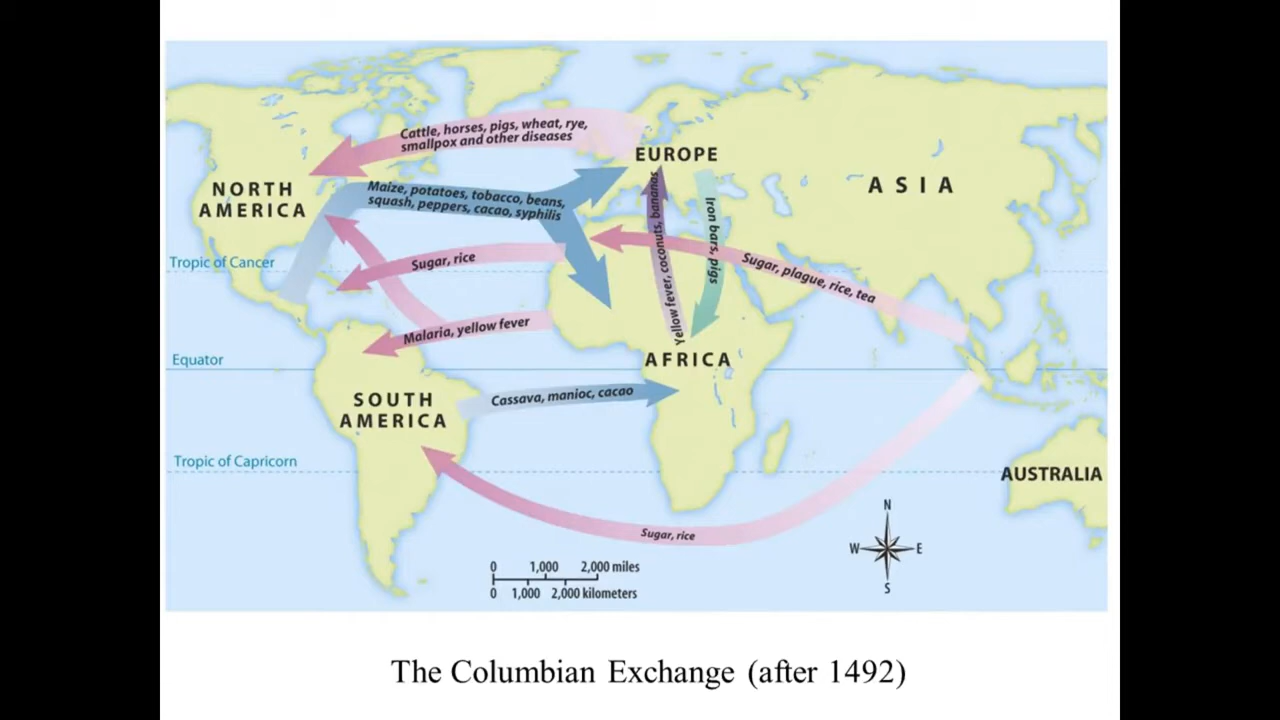 Cattle, horses, pigs, wheat, rye,
smallpox and other diseases
EUROPE
NORTH
AMERICA
ASIA
Maize, potatoes, tobacco, beans,
squash, peppers, cacao, syphilis
Yellow fever, coconuts, bananas
Iron bars, pigs
Tropic of Cancer
Sugar, rice
Sugar, plague, rice, tea
Malaria, yellow fever
Equator
AFRICA
SOUTH
AMERICA
Cassava, manioc, cacao
Tropic of Capricorn
AUSTRALIA
Sugar, rice
N
W E
S
0 1,000 2,000 miles
0 1,000 2,000 kilometers
The Columbian Exchange (after 1492)